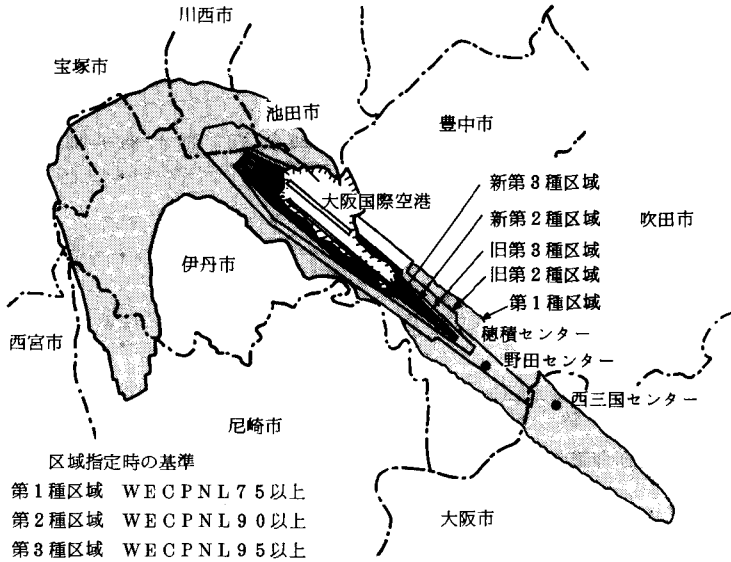 川西市
宝塚市
池田市
豊中市
新第3種区域
大阪国際空港
新第2種区域
吹田市
旧第3種区域
伊丹市
旧第2種区域
第1種区域
穂積センター
西宮市
野田センター
西三国センター
尼崎市
区域指定時の基準
第1種区域 WECPNL75以上
第2種区域 WECPNL90以上
大阪市
第3種区域 WECPNL95以上